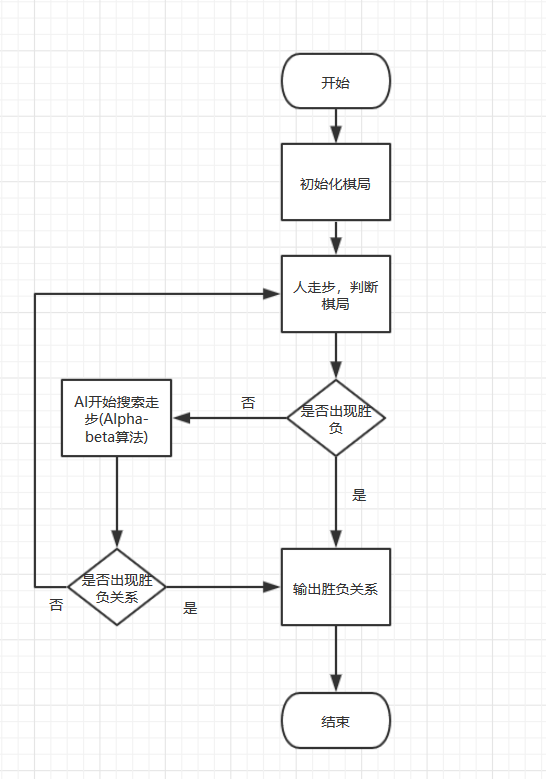 开始
初始化棋局
人走步，判断
棋局
是否出现胜
负
否
AI开始搜索走
步(Alpha-
beta算法)
是
是否出现胜
负关系
否
是
输出胜负关系
结束